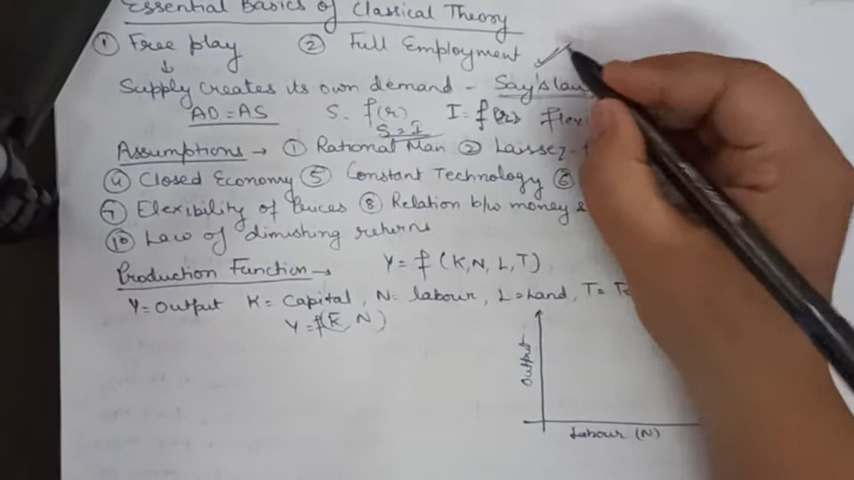 Essential Basics of Classical Theory
① Free play ② Full Employment
↓
Supply creates its own demand - Say's law
AD = AS S = f(r) I = f(r)
S = I
Assumptions → ① Rational Man ②
④ Closed Economy ⑤ Constant Technology ⑥
⑦ Flexibility of Prices ⑧ Relation b/w money &
⑩ Law of dimishing returns
Production Function → Y = f (K, N, L, T)
Y = Output K = Capital, N = labour, L = Land, T =
Y = f(K̅, N)
Output
Labour (N)